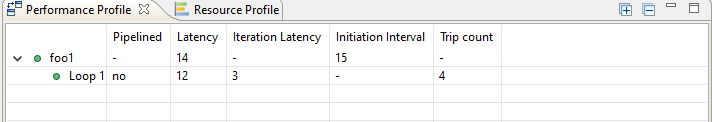 Performance Profile Resource Profile
Pipelined Latency Iteration Latency Initiation Interval Trip count
foo1 - 14 - 15 -
Loop 1 no 12 3 - 4